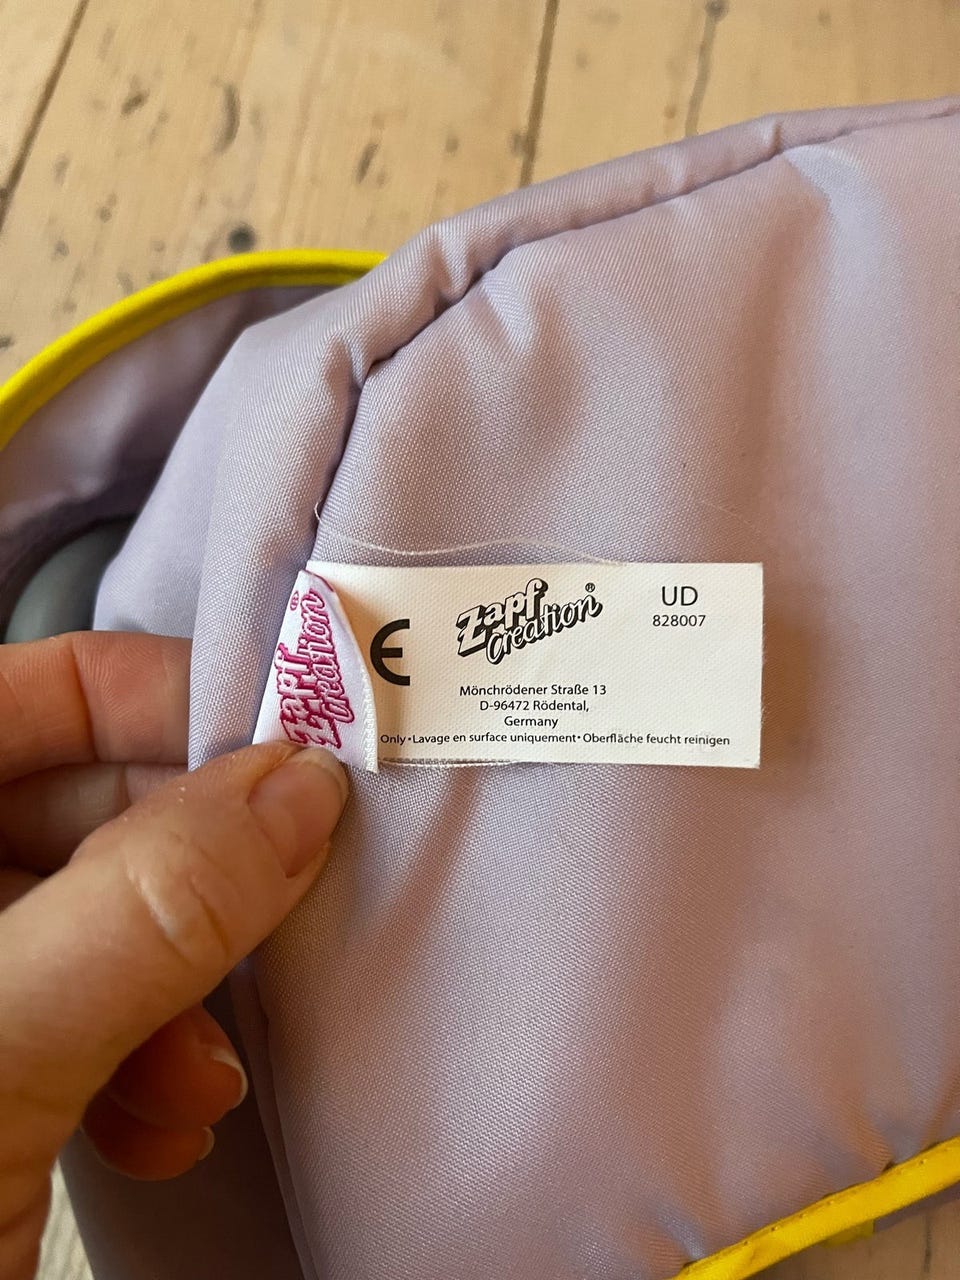 Zapf
Creation®
Zapf
Creation®
UD
828007
Mönchrödener Straße 13
D-96472 Rödental,
Germany
Only•Lavage en surface uniquement•Oberfläche feucht reinigen